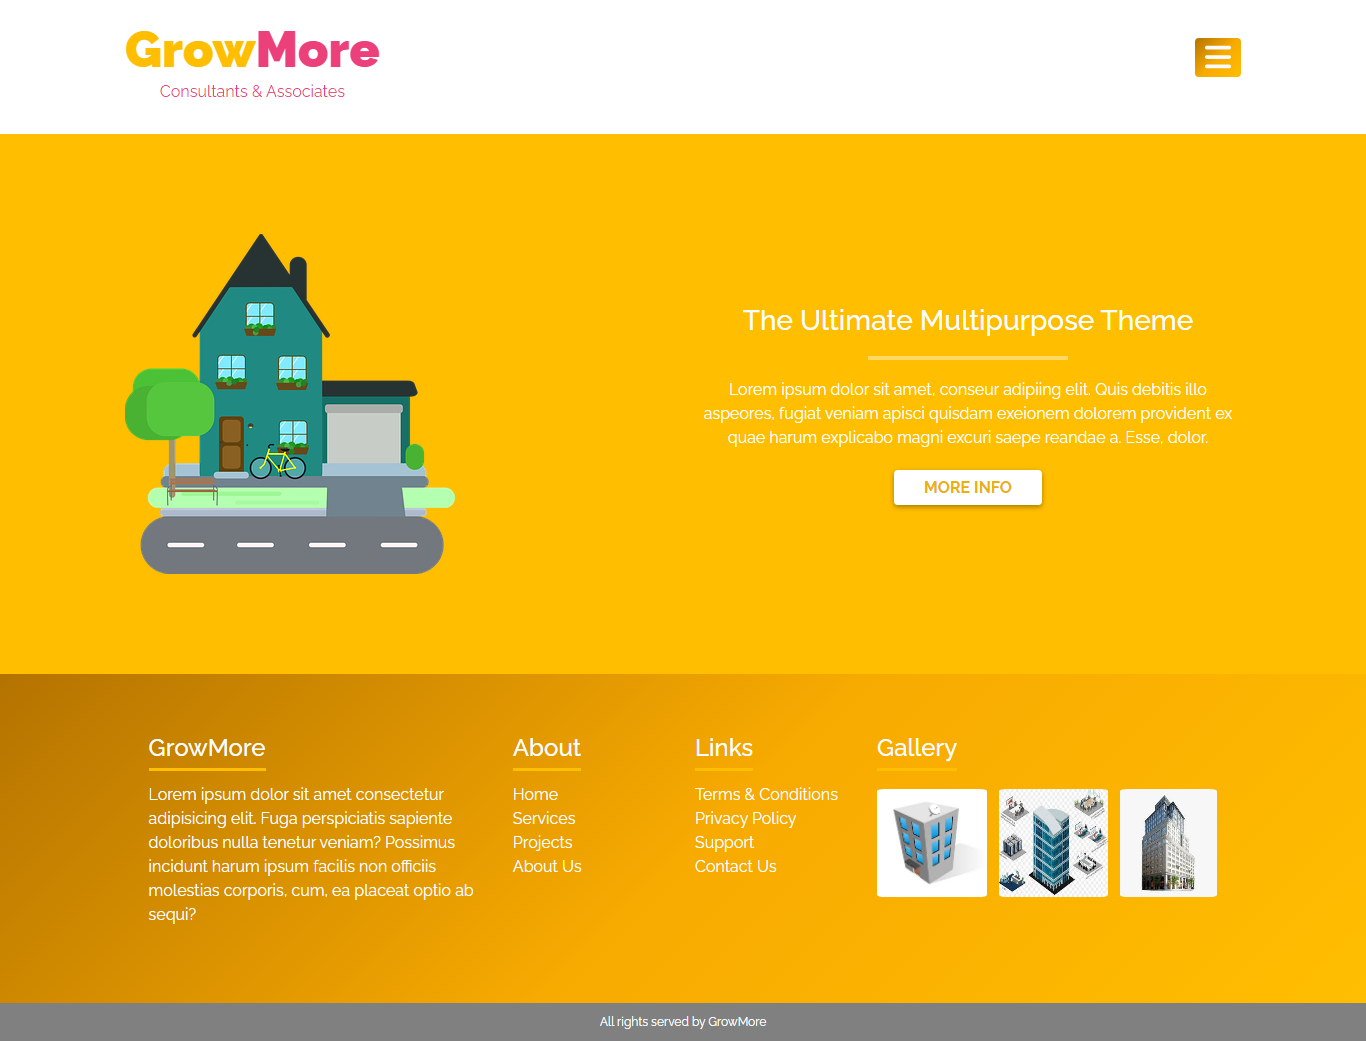 GrowMore
Consultants & Associates
The Ultimate Multipurpose Theme
Lorem ipsum dolor sit amet, conseur adipiing elit. Quis debitis illo
aspeores, fugiat veniam apisci quisdam exeionem dolorem provident ex
quae harum explicabo magni excuri saepe reandae a. Esse, dolor.
MORE INFO
GrowMore
Lorem ipsum dolor sit amet consectetur
adipisicing elit. Fuga perspiciatis sapiente
doloribus nulla tenetur veniam? Possimus
incidunt harum ipsum facilis non officiis
molestias corporis, cum, ea placeat optio ab
sequi?
About
Home
Services
Projects
About Us
Links
Terms & Conditions
Privacy Policy
Support
Contact Us
Gallery
All rights served by GrowMore